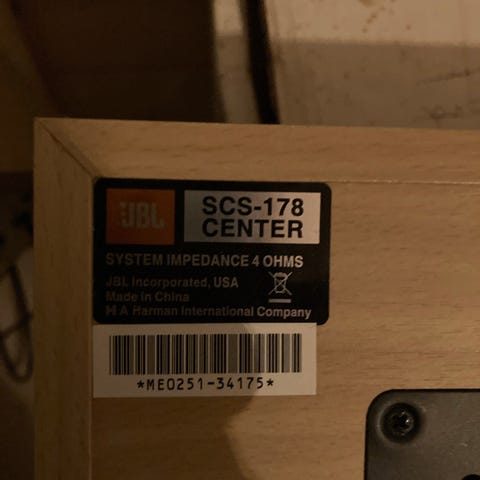 JBL
SCS-178
CENTER
SYSTEM IMPEDANCE 4 OHMS
JBL Incorporated, USA
Made in China
H A Harman International Company
*ME0251-34175*